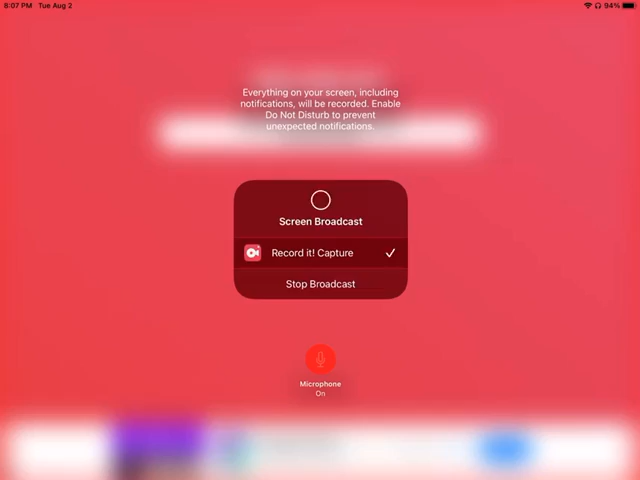 8:07 PM Tue Aug 2
94%
Everything on your screen, including
notifications, will be recorded. Enable
Do Not Disturb to prevent
unexpected notifications.
Screen Broadcast
Record it! Capture
Stop Broadcast
Microphone
On